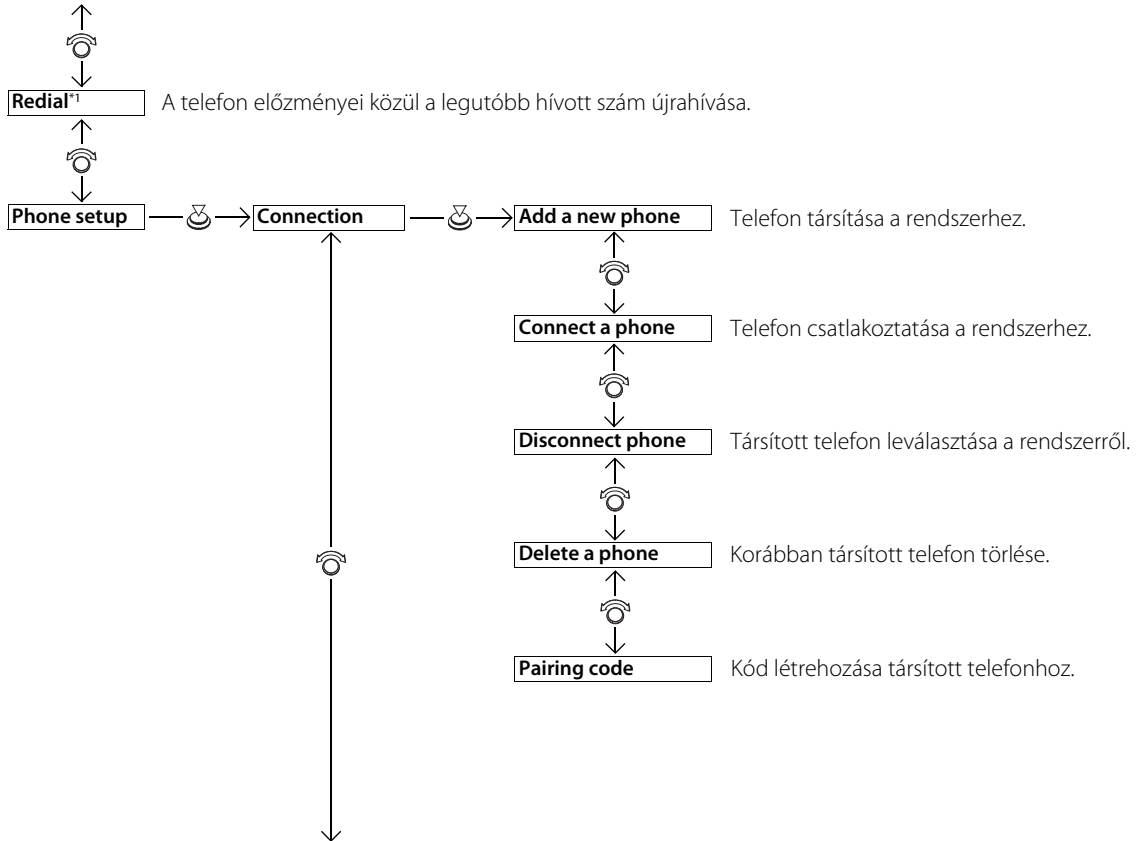 Redial*1 A telefon előzményei közül a legutóbb hívott szám újrahívása.
Phone setup Connection Add a new phone Telefon társítása a rendszerhez.
Connect a phone Telefon csatlakoztatása a rendszerhez.
Disconnect phone Társított telefon leválasztása a rendszerről.
Delete a phone Korábban társított telefon törlése.
Pairing code Kód létrehozása társított telefonhoz.